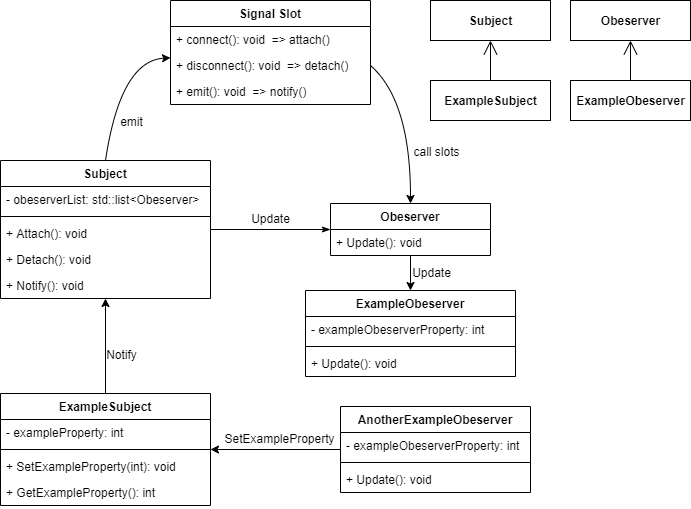 Signal Slot
+ connect(): void => attach()
+ disconnect(): void => detach()
+ emit(): void => notify()
Subject
Obeserver
ExampleSubject
ExampleObeserver
emit
call slots
Subject
- obeserverList: std::list<Obeserver>
+ Attach(): void
+ Detach(): void
+ Notify(): void
Update
Obeserver
+ Update(): void
Update
ExampleObeserver
- exampleObeserverProperty: int
+ Update(): void
Notify
ExampleSubject
- exampleProperty: int
+ SetExampleProperty(int): void
+ GetExampleProperty(): int
SetExampleProperty
AnotherExampleObeserver
- exampleObeserverProperty: int
+ Update(): void